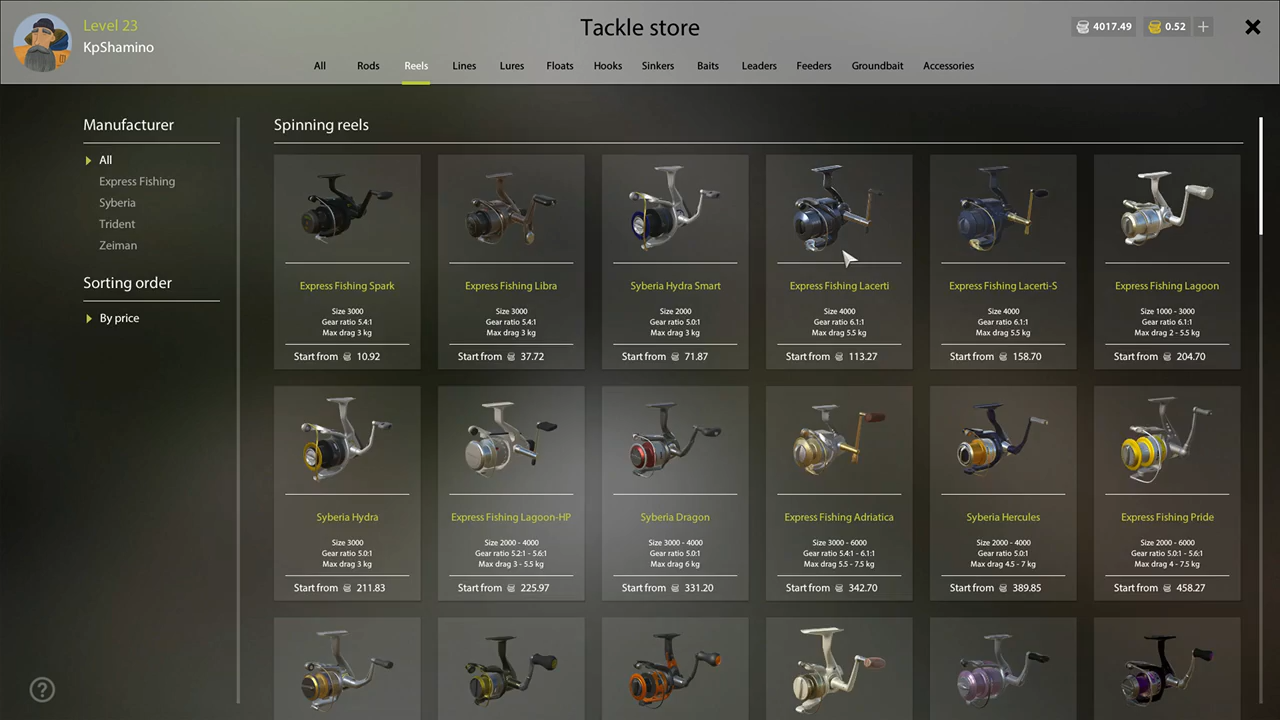 Level 23
KpShamino
Tackle store
4017.49
0.52
All
Rods
Reels
Lines
Lures
Floats
Hooks
Sinkers
Baits
Leaders
Feeders
Groundbait
Accessories
Manufacturer
All
Express Fishing
Syberia
Trident
Zeiman
Sorting order
By price
Spinning reels
Express Fishing Spark
Size 3000
Gear ratio 5.4:1
Max drag 3 kg
Start from 10.92
Express Fishing Libra
Size 3000
Gear ratio 5.4:1
Max drag 3 kg
Start from 37.72
Syberia Hydra Smart
Size 2000
Gear ratio 5.0:1
Max drag 3 kg
Start from 71.87
Express Fishing Lacerti
Size 4000
Gear ratio 6.1:1
Max drag 5.5 kg
Start from 113.27
Express Fishing Lacerti-S
Size 4000
Gear ratio 6.1:1
Max drag 5.5 kg
Start from 158.70
Express Fishing Lagoon
Size 1000 - 3000
Gear ratio 6.1:1
Max drag 2 - 5.5 kg
Start from 204.70
Syberia Hydra
Size 3000
Gear ratio 5.0:1
Max drag 3 kg
Start from 211.83
Express Fishing Lagoon-HP
Size 2000 - 4000
Gear ratio 5.2:1 - 5.6:1
Max drag 3 - 5.5 kg
Start from 225.97
Syberia Dragon
Size 3000 - 4000
Gear ratio 5.0:1
Max drag 6 kg
Start from 331.20
Express Fishing Adriatica
Size 3000 - 6000
Gear ratio 5.4:1 - 6.1:1
Max drag 5.5 - 7.5 kg
Start from 342.70
Syberia Hercules
Size 2000 - 4000
Gear ratio 5.0:1
Max drag 4.5 - 7 kg
Start from 389.85
Express Fishing Pride
Size 2000 - 6000
Gear ratio 5.0:1 - 5.6:1
Max drag 4 - 7.5 kg
Start from 458.27
?